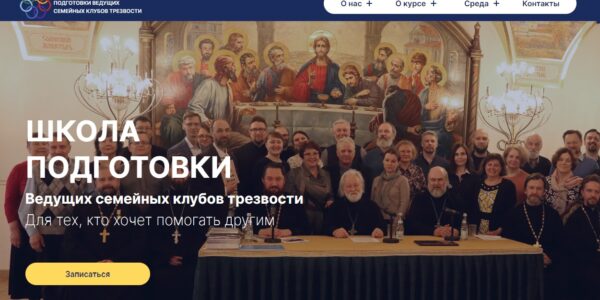 ПОДГОТОВКИ ВЕДУЩИХ
СЕМЕЙНЫХ КЛУБОВ ТРЕЗВОСТИ
О нас +
О курсе +
Среда +
Контакты
ШКОЛА
ПОДГОТОВКИ
Ведущих семейных клубов трезвости
Для тех, кто хочет помогать другим
Записаться